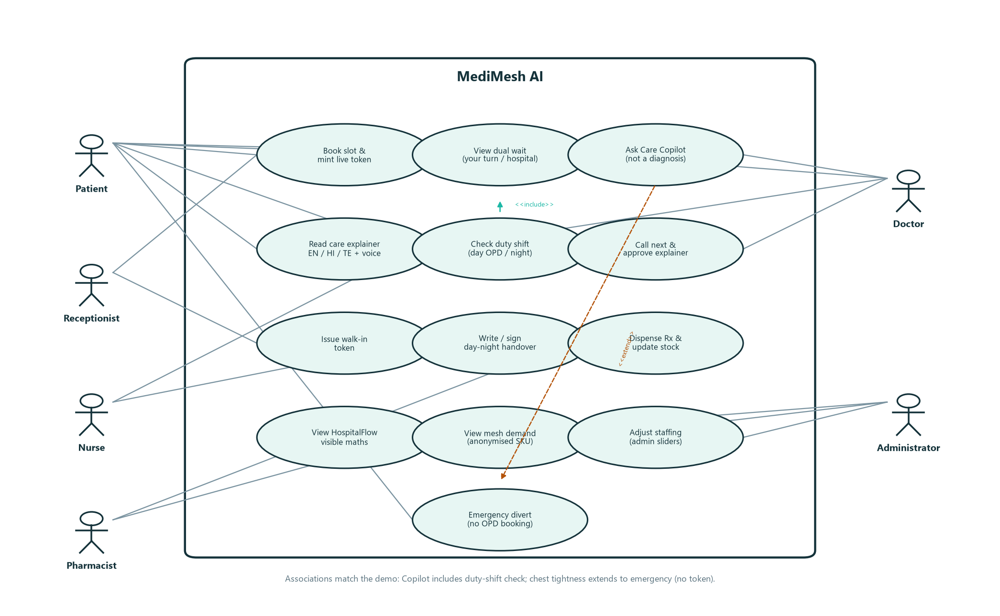 MediMesh AI
Patient
Receptionist
Nurse
Pharmacist
Book slot &
mint live token
View dual wait
(your turn / hospital)
Ask Care Copilot
(not a diagnosis)
<<include>>
Read care explainer
EN / HI / TE + voice
Check duty shift
(day OPD / night)
Call next &
approve explainer
Issue walk-in
token
Write / sign
day-night handover
<<extend>>
Dispense Rx &
update stock
View HospitalFlow
visible maths
View mesh demand
(anonymised SKU)
Adjust staffing
(admin sliders)
Emergency divert
(no OPD booking)
Doctor
Administrator
Associations match the demo: Copilot includes duty-shift check; chest tightness extends to emergency (no token).